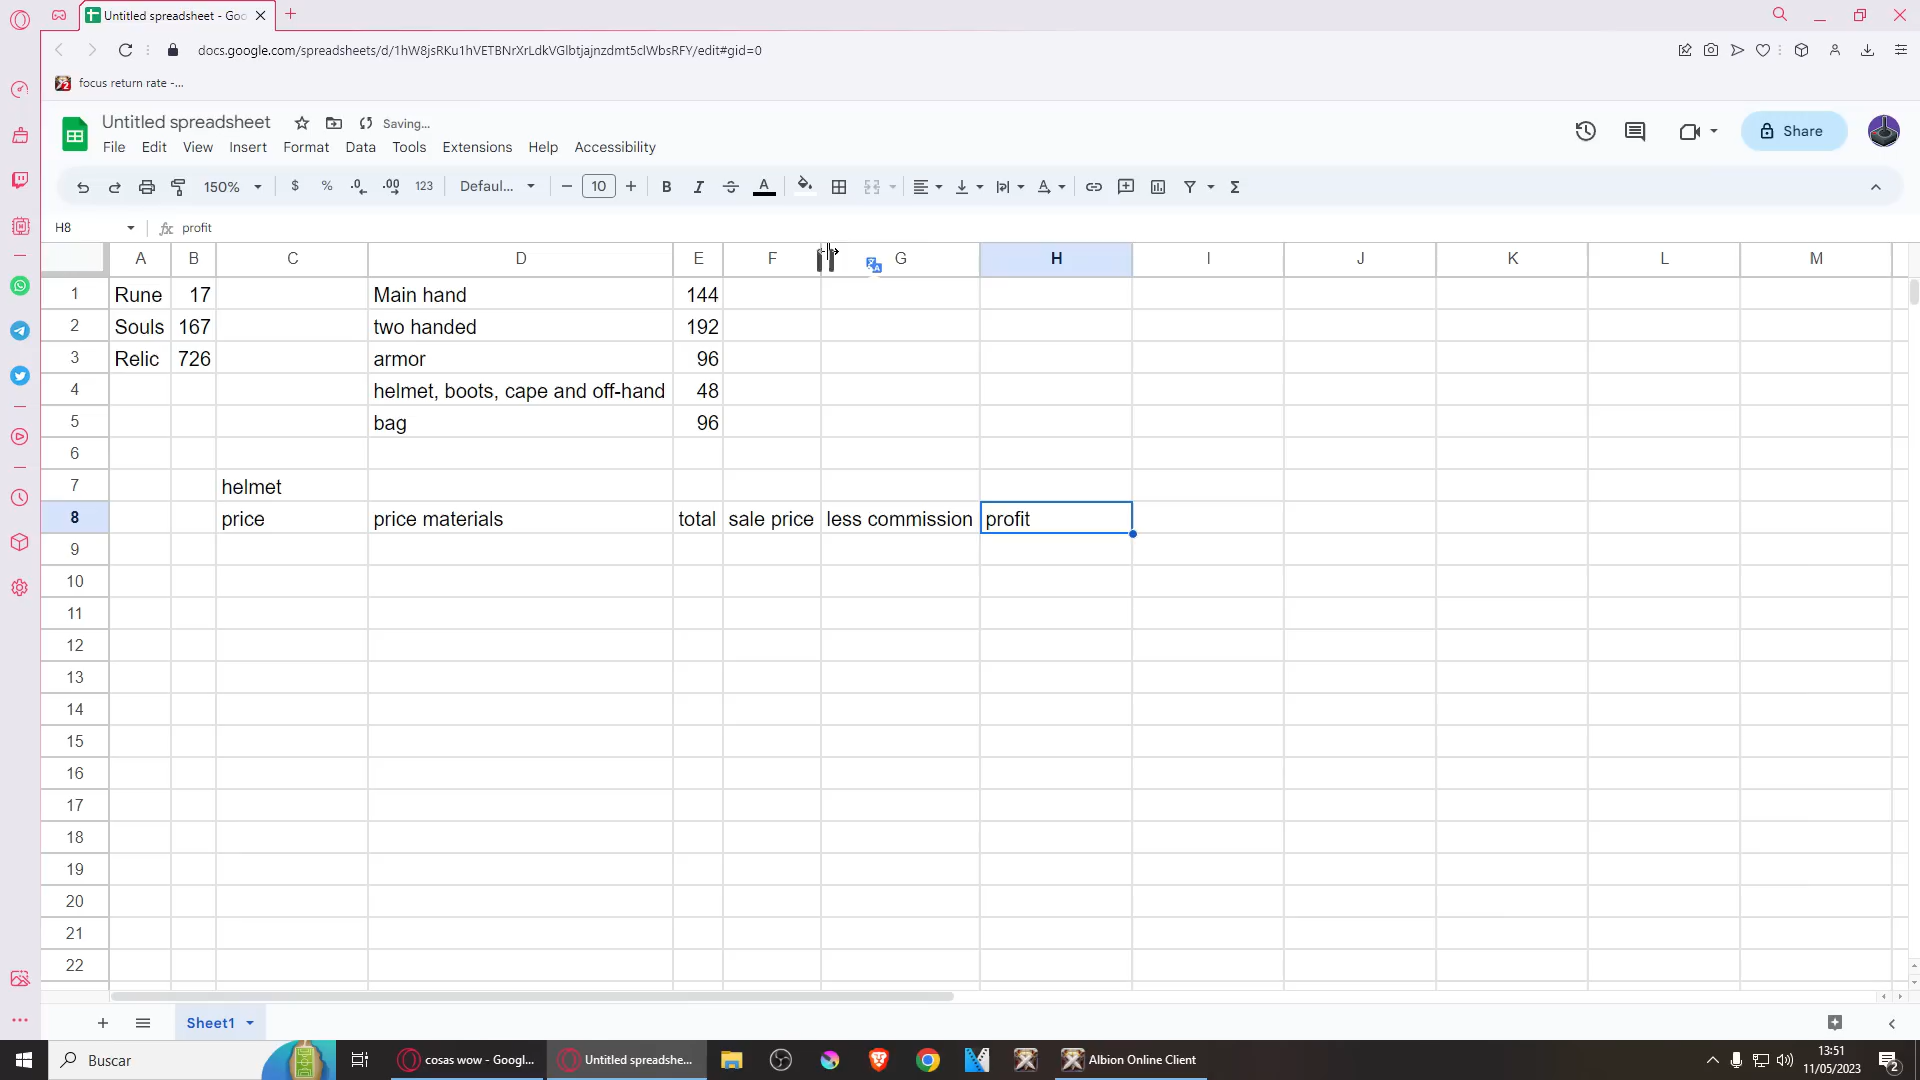 Untitled spreadsheet - Goo
docs.google.com/spreadsheets/d/1hW8jsRKu1hVETBNrXrLdkVGlbtjajnzdmt5clWbsRFY/edit#gid=0
focus return rate -...
Untitled spreadsheet
Saving...
File Edit View Insert Format Data Tools Extensions Help Accessibility
Share
150% $ % .0 .00 123 Defaul... 10 B I A
H8 fx profit
A B C D E F G H I J K L M
1 Rune 17 Main hand 144
2 Souls 167 two handed 192
3 Relic 726 armor 96
4 helmet, boots, cape and off-hand 48
5 bag 96
6
7 helmet
8 price price materials total sale price less commission profit
9
10
11
12
13
14
15
16
17
18
19
20
21
22
Sheet1
Buscar
cosas wow - Googl...
Untitled spreadshe...
Albion Online Client
13:51
11/05/2023
2